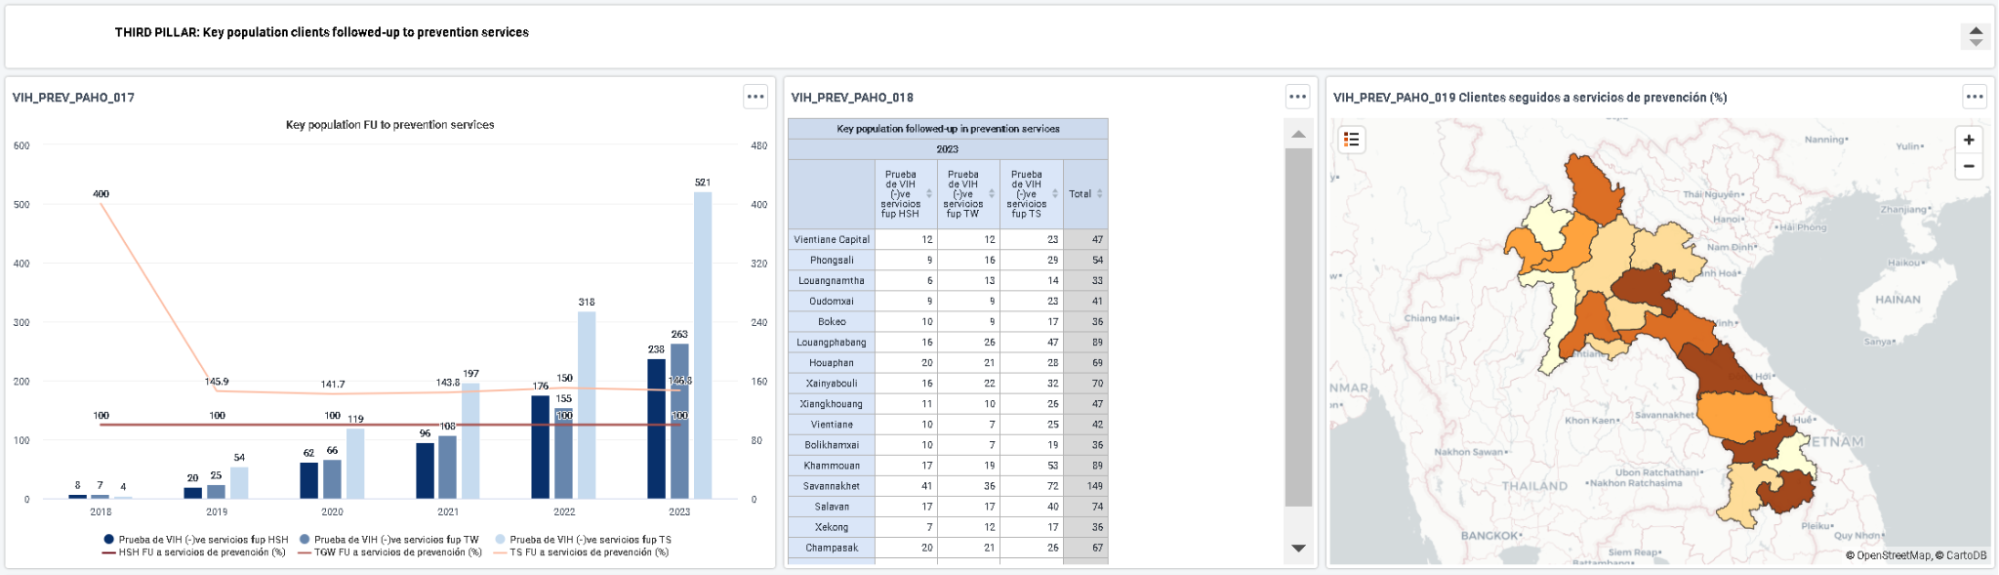 THIRD PILLAR: Key population clients followed-up to prevention services
VIH_PREV_PAHO_017
Key population FU to prevention services
600
500
400
300
200
100
0
480
400
320
240
160
80
0
400
145.9
141.7
143.8
150
146.8
100
100
100
100
100
8
7
4
20
25
54
62
66
119
96
108
197
176
155
318
238
263
521
2018
2019
2020
2021
2022
2023
Prueba de VIH (-)ve servicios fup HSH
Prueba de VIH (-)ve servicios fup TW
Prueba de VIH (-)ve servicios fup TS
HSH FU a servicios de prevención (%)
TGW FU a servicios de prevención (%)
TS FU a servicios de prevención (%)
VIH_PREV_PAHO_018
Key population followed-up in prevention services
2023
Prueba
de VIH
(-)ve
servicios
fup HSH
Prueba
de VIH
(-)ve
servicios
fup TW
Prueba
de VIH
(-)ve
servicios
fup TS
Total
Vientiane Capital 12 12 23 47
Phongsali 9 16 29 54
Louangnamtha 6 13 14 33
Oudomxai 9 9 23 41
Bokeo 10 9 17 36
Louangphabang 16 26 47 89
Houaphan 20 21 28 69
Xainyabouli 16 22 32 70
Xiangkhouang 11 10 26 47
Vientiane 10 7 25 42
Bolikhamxai 10 7 19 36
Khammouan 17 19 53 89
Savannakhet 41 36 72 149
Salavan 17 17 40 74
Xekong 7 12 17 36
Champasak 20 21 26 67
VIH_PREV_PAHO_019 Clientes seguidos a servicios de prevención (%)
+
−
Nanning
Yulin
Thái Nguyên
Zhanjiang
Hanoi
Hải Phòng
Nam Định
Haikou
HAINAN
Chiang Mai
Sanya
Khon Kaen
Savannakhet
Huế
Nakhon Sawan
Ubon Ratchathani
Nakhon Ratchasima
THAILAND
BANGKOK
Pleiku
Quy Nhơn
Siem Reap
© OpenStreetMap, © CartoDB